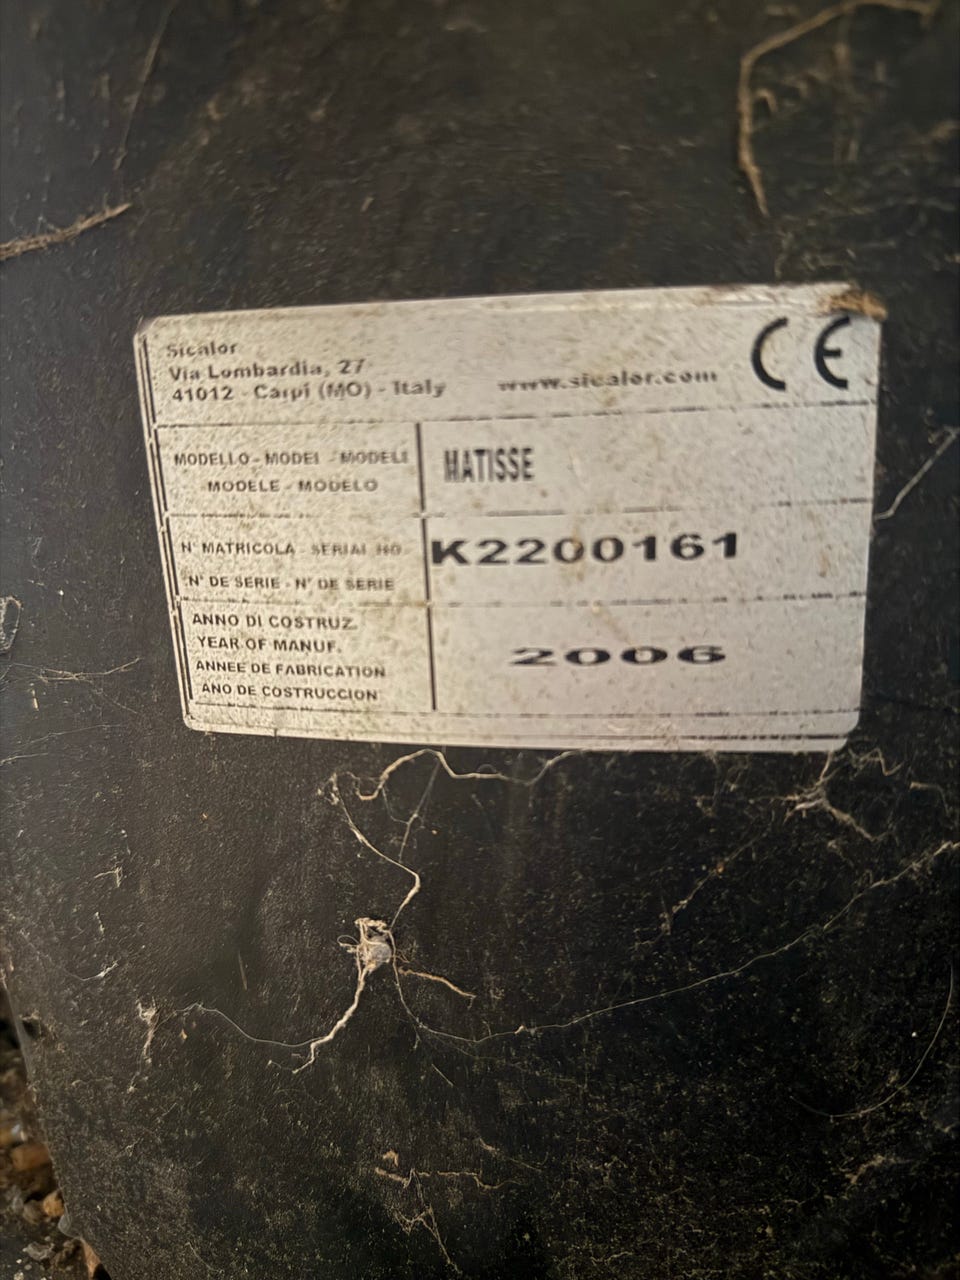 Sicalor
Via Lombardia, 27
41012 - Carpi (MO) - Italy
www.sicalor.com
CE
MODELLO - MODEL - MODELL
- MODELE - MODELO
MATISSE
N° MATRICOLA - SERIAL NO.
N° DE SERIE - N° DE SERIE
K2200161
ANNO DI COSTRUZ.
YEAR OF MANUF.
ANNEE DE FABRICATION
ANO DE COSTRUCCION
2006